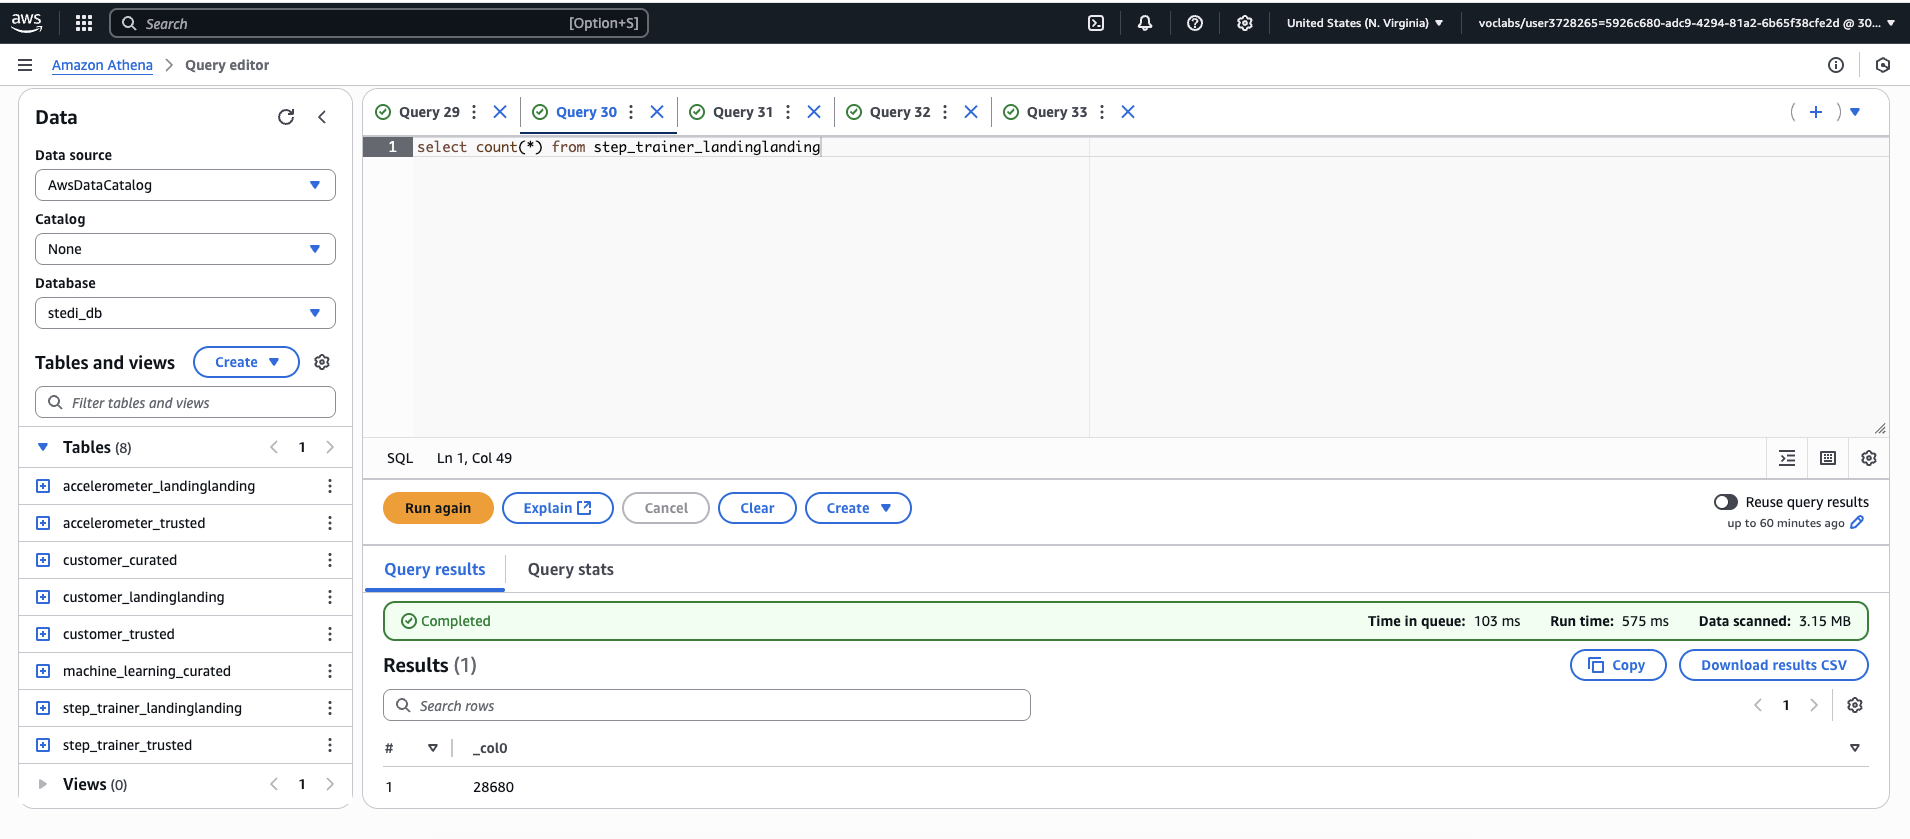 aws
Search
[Option+S]
United States (N. Virginia)
voclabs/user3728265=5926c680-adc9-4294-81a2-6b65f38cfe2d @ 30...
Amazon Athena
Query editor
Data
Data source
AwsDataCatalog
Catalog
None
Database
stedi_db
Tables and views
Create
Filter tables and views
Tables (8)
1
accelerometer_landinglanding
accelerometer_trusted
customer_curated
customer_landinglanding
customer_trusted
machine_learning_curated
step_trainer_landinglanding
step_trainer_trusted
Views (0)
1
Query 29
Query 30
Query 31
Query 32
Query 33
1 select count(*) from step_trainer_landinglanding
SQL
Ln 1, Col 49
Run again
Explain
Cancel
Clear
Create
Reuse query results
up to 60 minutes ago
Query results
Query stats
Completed
Time in queue: 103 ms
Run time: 575 ms
Data scanned: 3.15 MB
Results (1)
Copy
Download results CSV
Search rows
1
# _col0
1 28680